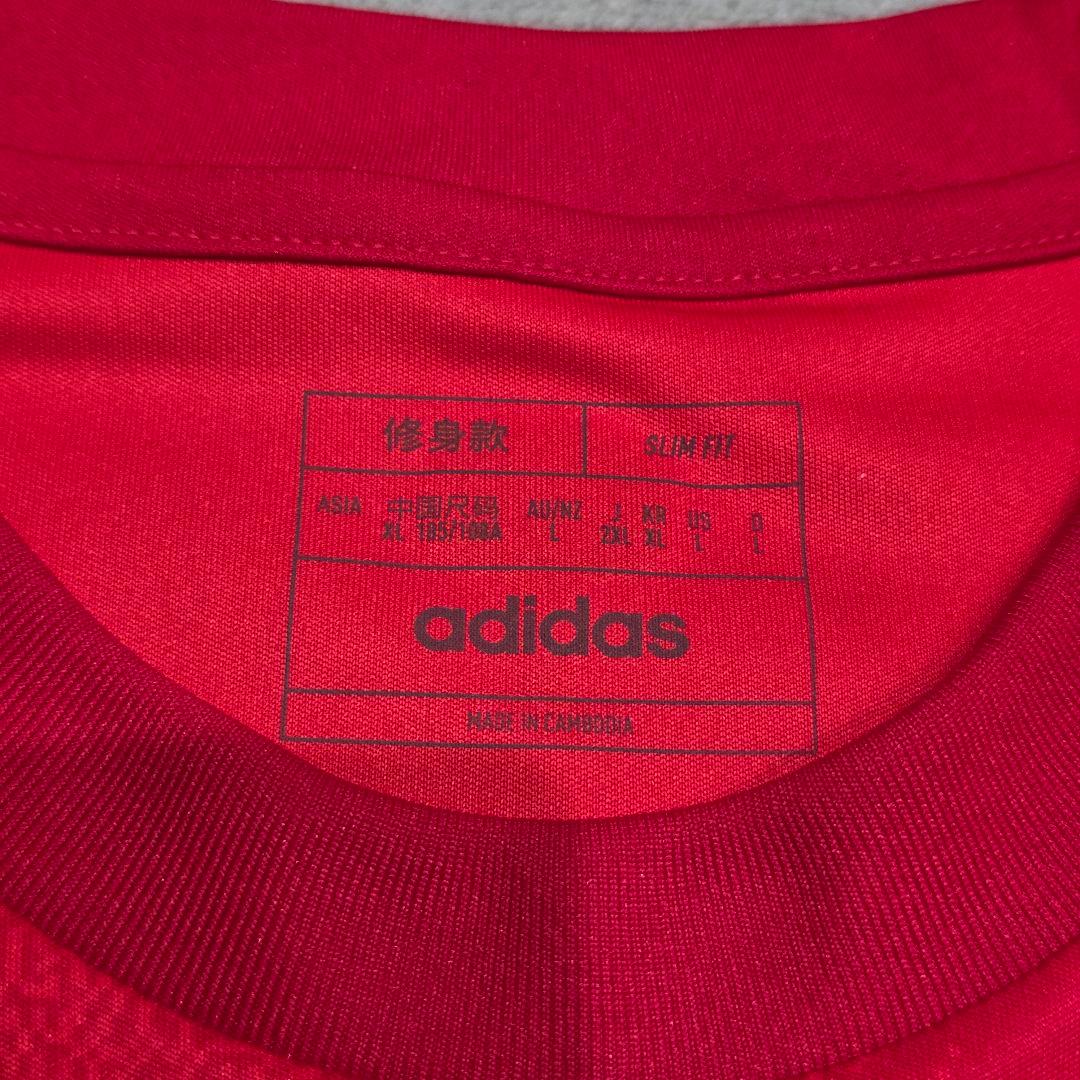 修身款 SLIM FIT
ASIA 中国尺码 AU/NZ J KR US D
XL 185/108A L 2XL XL L L
adidas
MADE IN CAMBODIA